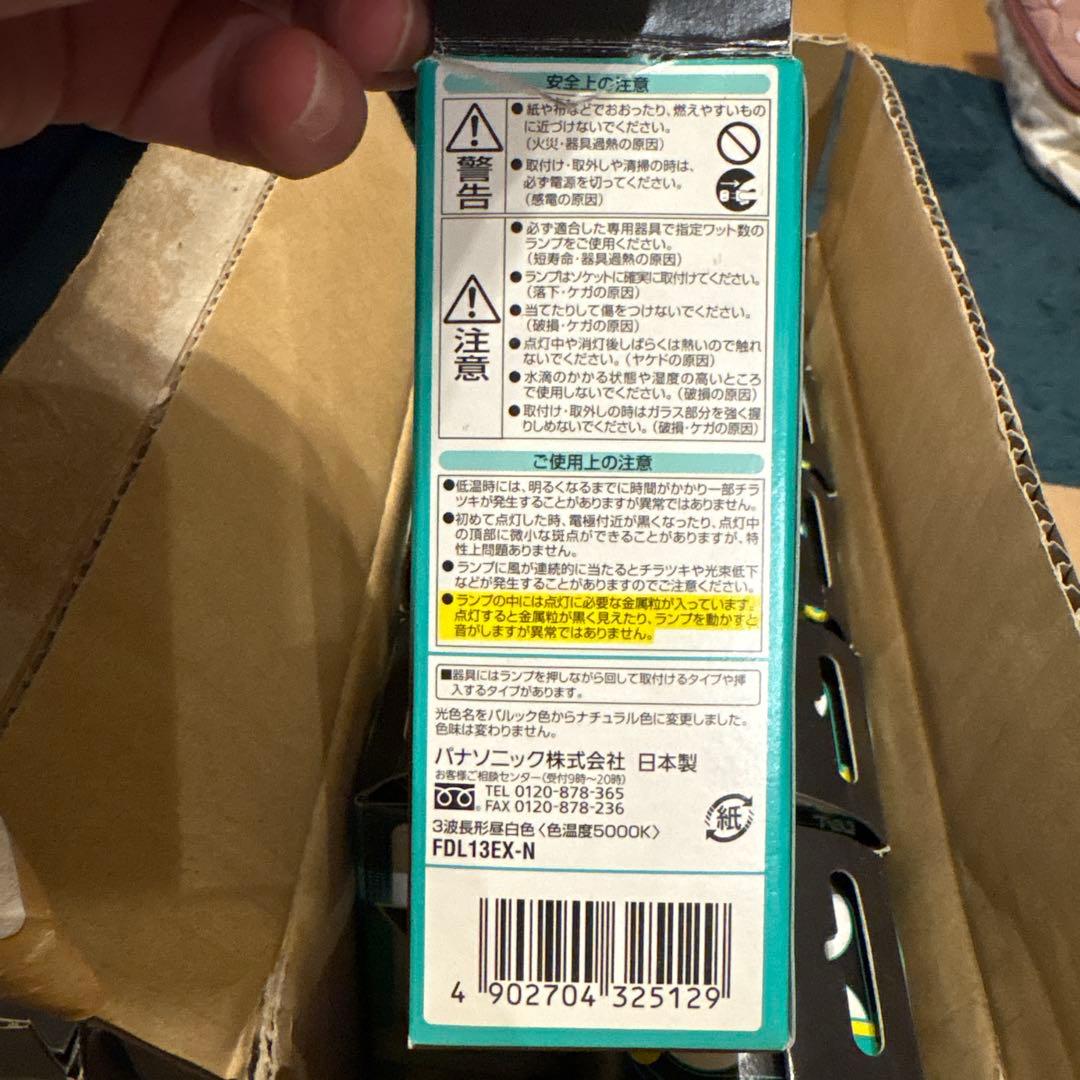 安全上の注意
警告
●紙や布などでおおったり、燃えやすいもの
に近づけないでください。
(火災・器具過熱の原因)
●取付け・取外しや清掃の時は、
必ず電源を切ってください。
(感電の原因)
注意
●必ず適合した専用器具で指定ワット数の
ランプをご使用ください。
(短寿命・器具過熱の原因)
●ランプはソケットに確実に取付けてください。
(落下・ケガの原因)
●当てたりして傷をつけないでください。
(破損・ケガの原因)
●点灯中や消灯後しばらくは熱いので触れ
ないでください。(ヤケドの原因)
●水滴のかかる状態や湿度の高いところ
で使用しないでください。(破損の原因)
●取付け・取外しの時はガラス部分を強く握
りしめないでください。(破損・ケガの原因)
ご使用上の注意
●低温時には、明るくなるまでに時間がかかり一部チラ
ツキが発生することがありますが異常ではありません。
●初めて点灯した時、電極付近が黒くなったり、点灯中
の頂部に微小な斑点ができることがありますが、特
性上問題ありません。
●ランプに風が連続的に当たるとチラツキや光束低下
などが発生することがありますのでご注意ください。
●ランプの中には点灯に必要な金属粒が入っています。
点灯すると金属粒が黒く見えたり、ランプを動かすと
音がしますが異常ではありません。
■器具にはランプを押しながら回して取付けるタイプや挿
入するタイプがあります。
光色名をパルック色からナチュラル色に変更しました。
色味は変わりません。
パナソニック株式会社 日本製
お客様ご相談センター(受付9時〜20時)
TEL 0120-878-365
FAX 0120-878-236
紙
3波長形昼白色〈色温度5000K〉
FDL13EX-N
4 902704 325129